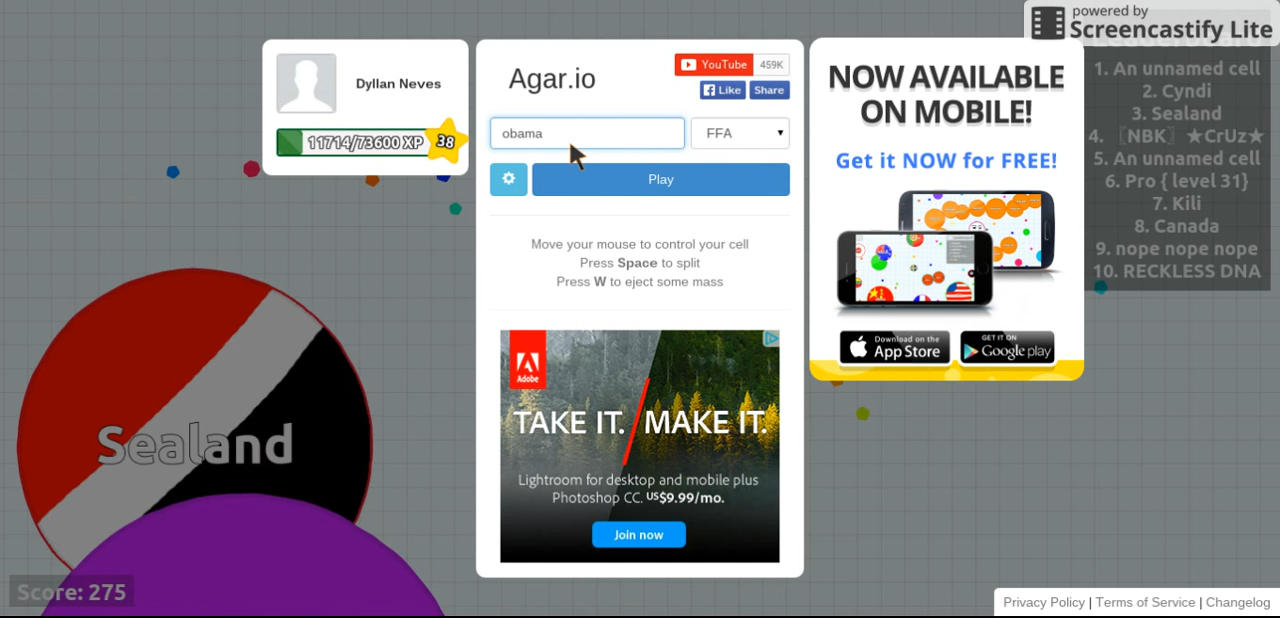 powered by
Screencastify Lite
Dyllan Neves
11714/73600 XP
38
Agar.io
YouTube 459K
Like Share
obama
FFA
Play
Move your mouse to control your cell
Press Space to split
Press W to eject some mass
Adobe
TAKE IT. MAKE IT.
Lightroom for desktop and mobile plus
Photoshop CC. US$9.99/mo.
Join now
NOW AVAILABLE
ON MOBILE!
Get it NOW for FREE!
Download on the
App Store
GET IT ON
Google play
1. An unnamed cell
2. Cyndi
3. Sealand
4. 〖NBK〗 ★CrUz★
5. An unnamed cell
6. Pro { level 31}
7. Kili
8. Canada
9. nope nope nope
10. RECKLESS DNA
Sealand
Score: 275
Privacy Policy | Terms of Service | Changelog